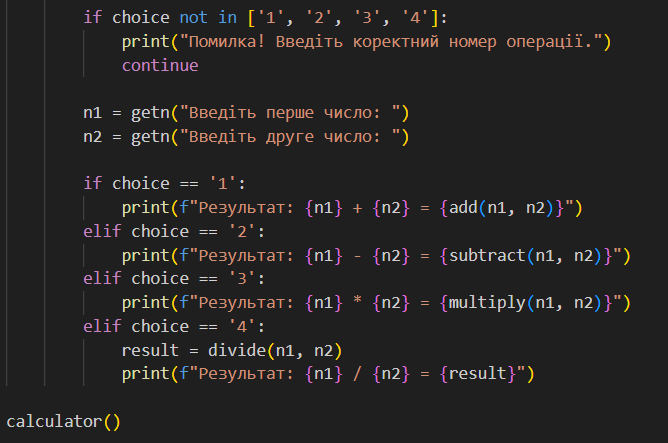 if choice not in ['1', '2', '3', '4']:
print("Помилка! Введіть коректний номер операції.")
continue
n1 = getn("Введіть перше число: ")
n2 = getn("Введіть друге число: ")
if choice == '1':
print(f"Результат: {n1} + {n2} = {add(n1, n2)}")
elif choice == '2':
print(f"Результат: {n1} - {n2} = {subtract(n1, n2)}")
elif choice == '3':
print(f"Результат: {n1} * {n2} = {multiply(n1, n2)}")
elif choice == '4':
result = divide(n1, n2)
print(f"Результат: {n1} / {n2} = {result}")
calculator()